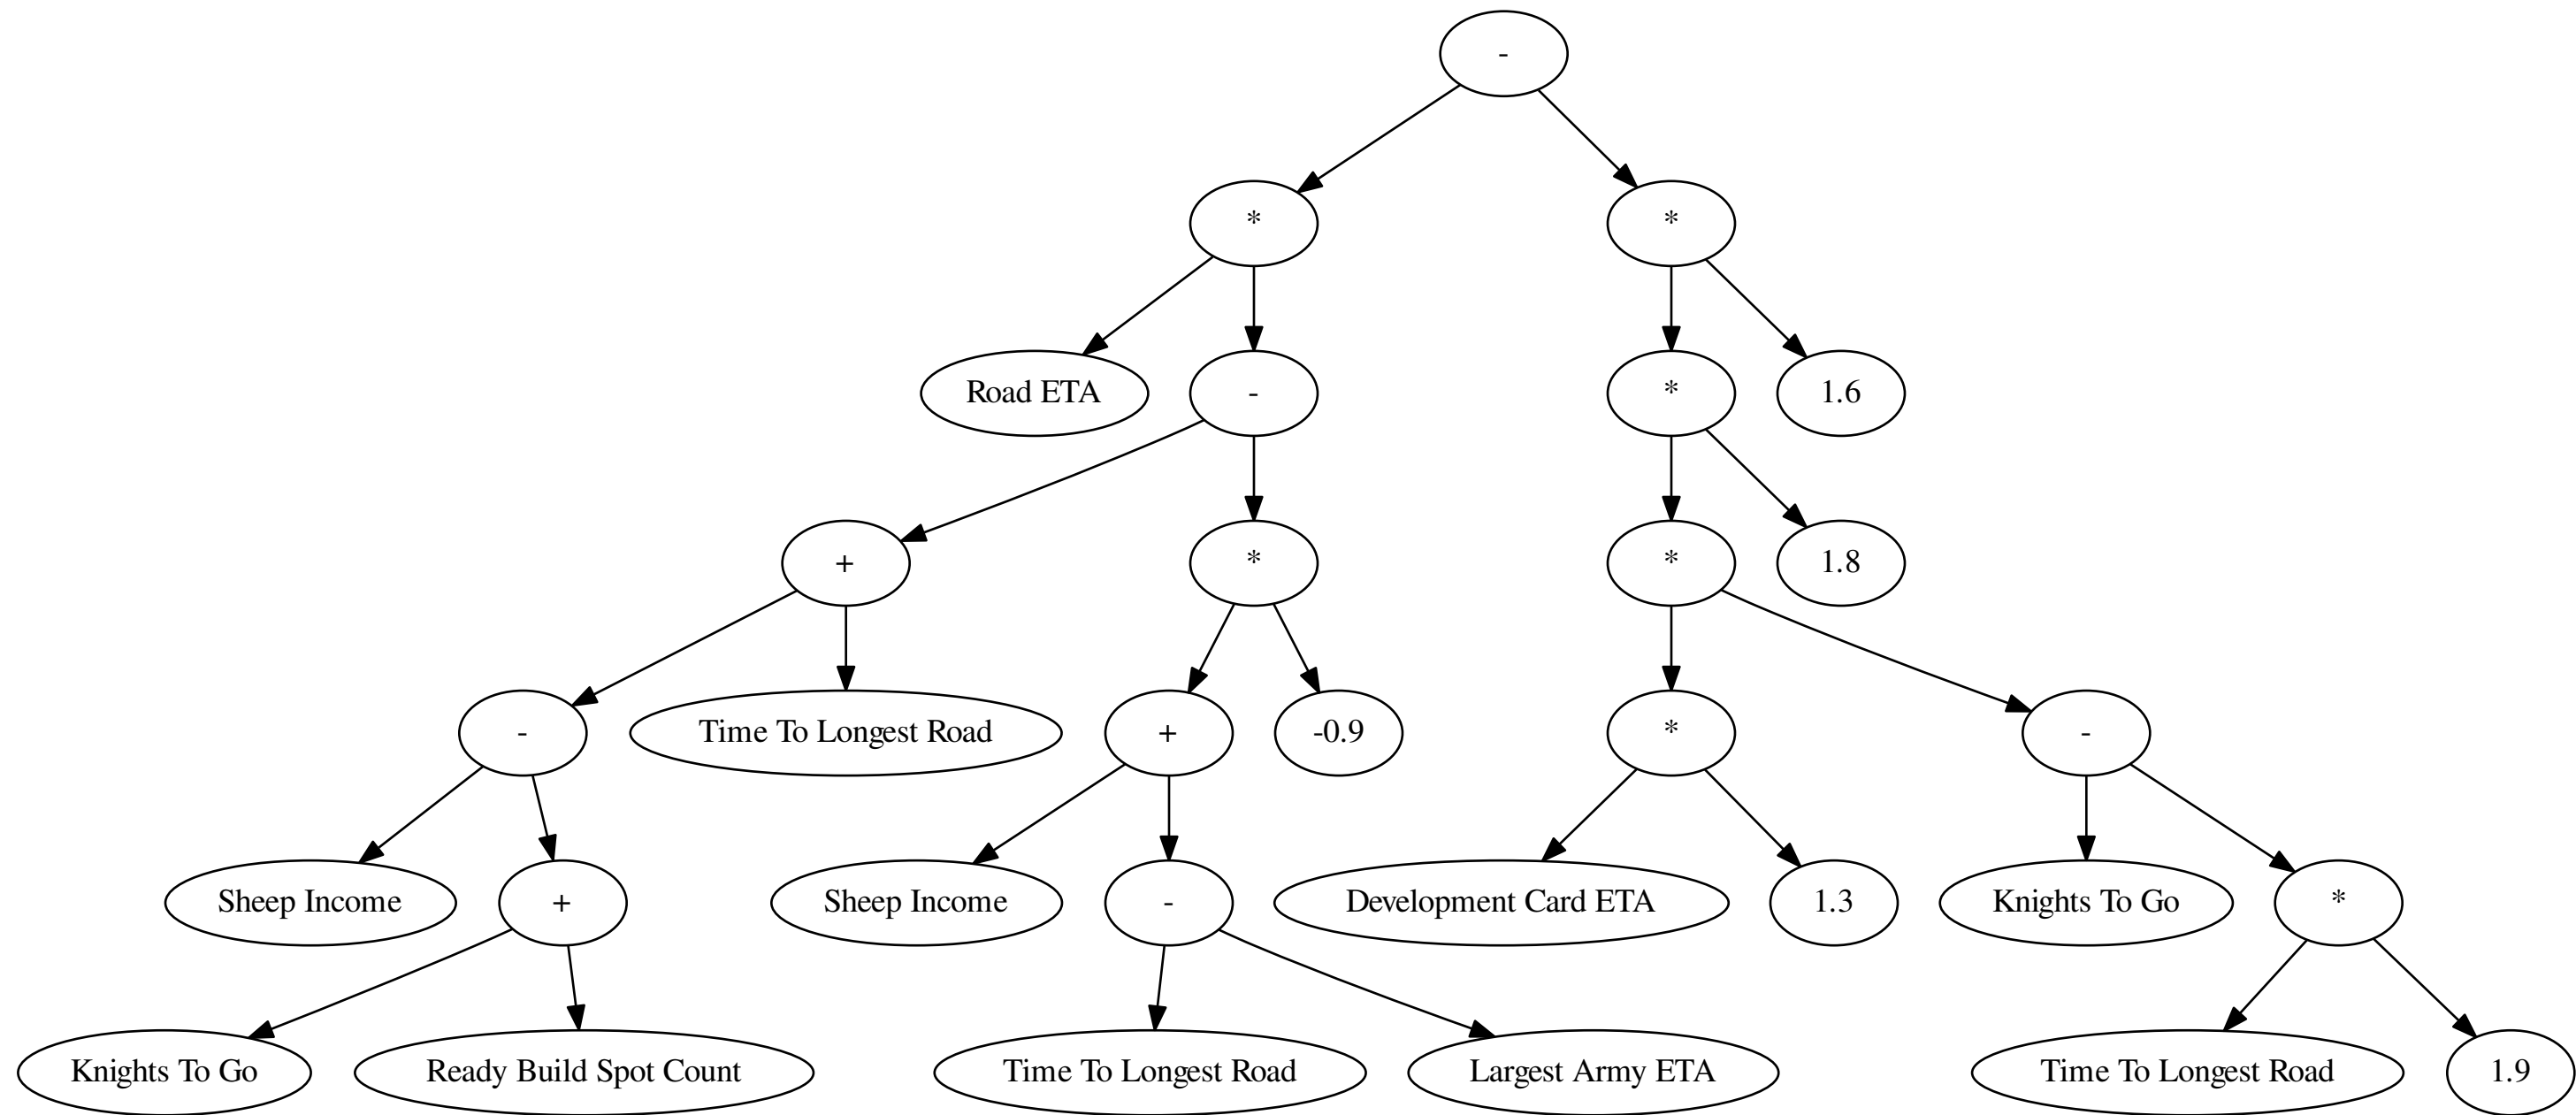 -
*
*
Road ETA
-
*
1.6
+
*
*
1.8
-
Time To Longest Road
+
-0.9
*
-
Sheep Income
+
Sheep Income
-
Development Card ETA
1.3
Knights To Go
*
Knights To Go
Ready Build Spot Count
Time To Longest Road
Largest Army ETA
Time To Longest Road
1.9